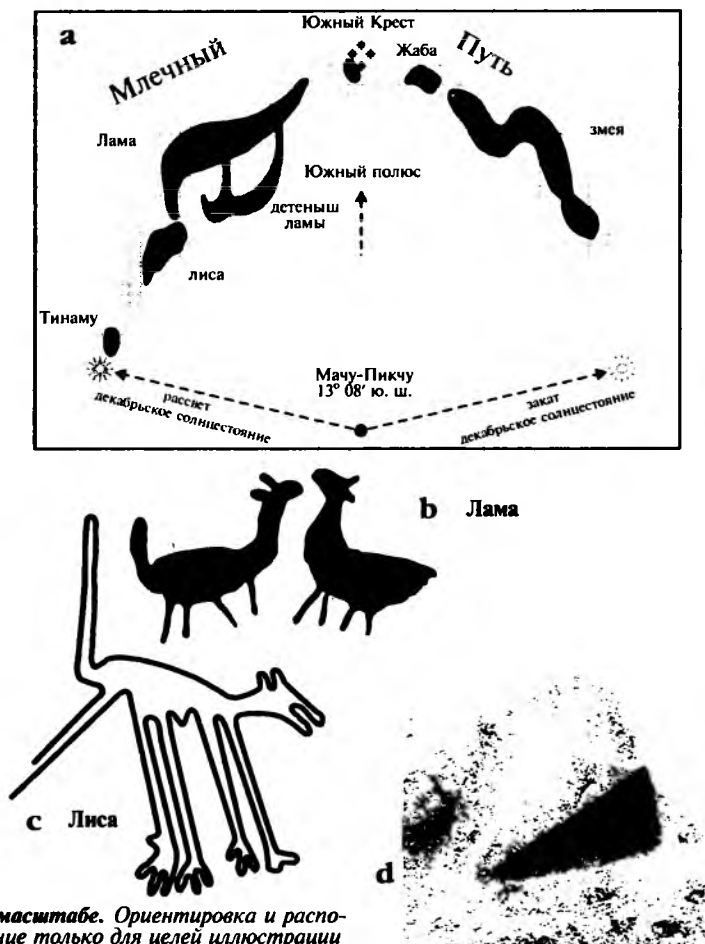 a
Южный Крест
Млечный
Жаба
Путь
Лама
змея
Южный полюс
детеныш
ламы
лиса
Тинаму
Мачу-Пикчу
13° 08' ю. ш.
рассвет
декабрьское солнцестояние
закат
декабрьское солнцестояние
b Лама
c Лиса
d
масштабе. Ориентировка и распо-
ние только для целей иллюстрации